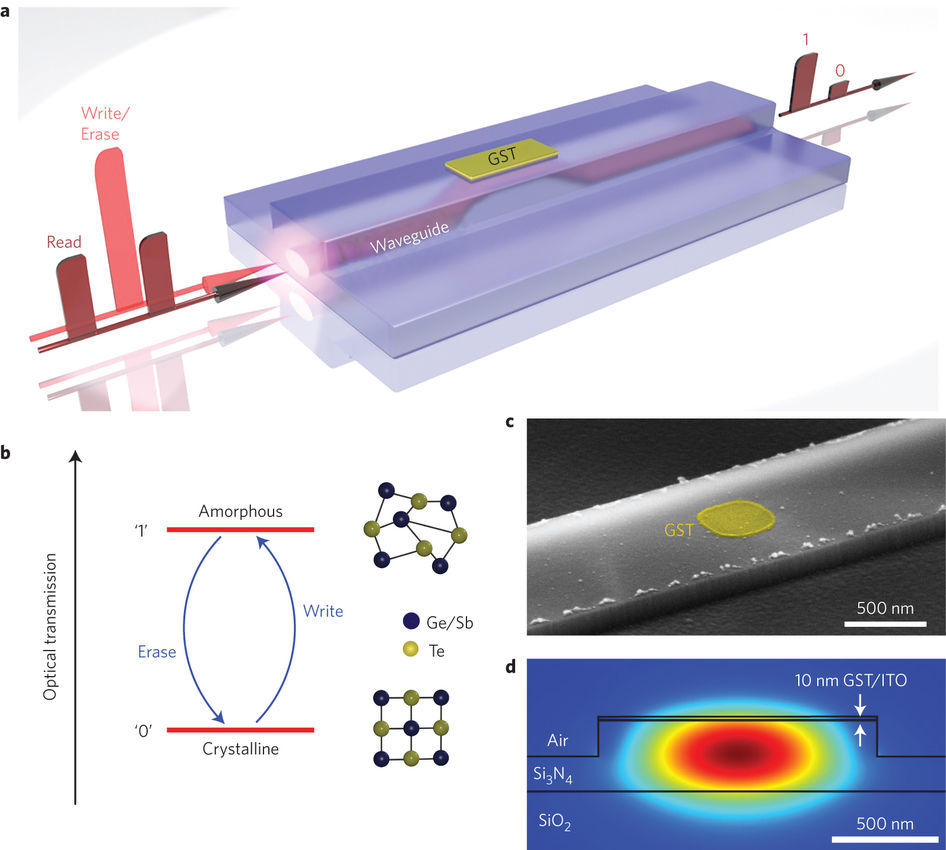 a
Write/
Erase
Read
GST
Waveguide
1
0
b
Optical transmission
'1'
Amorphous
Erase
Write
'0'
Crystalline
Ge/Sb
Te
c
GST
500 nm
d
10 nm GST/ITO
Air
Si₃N₄
SiO₂
500 nm